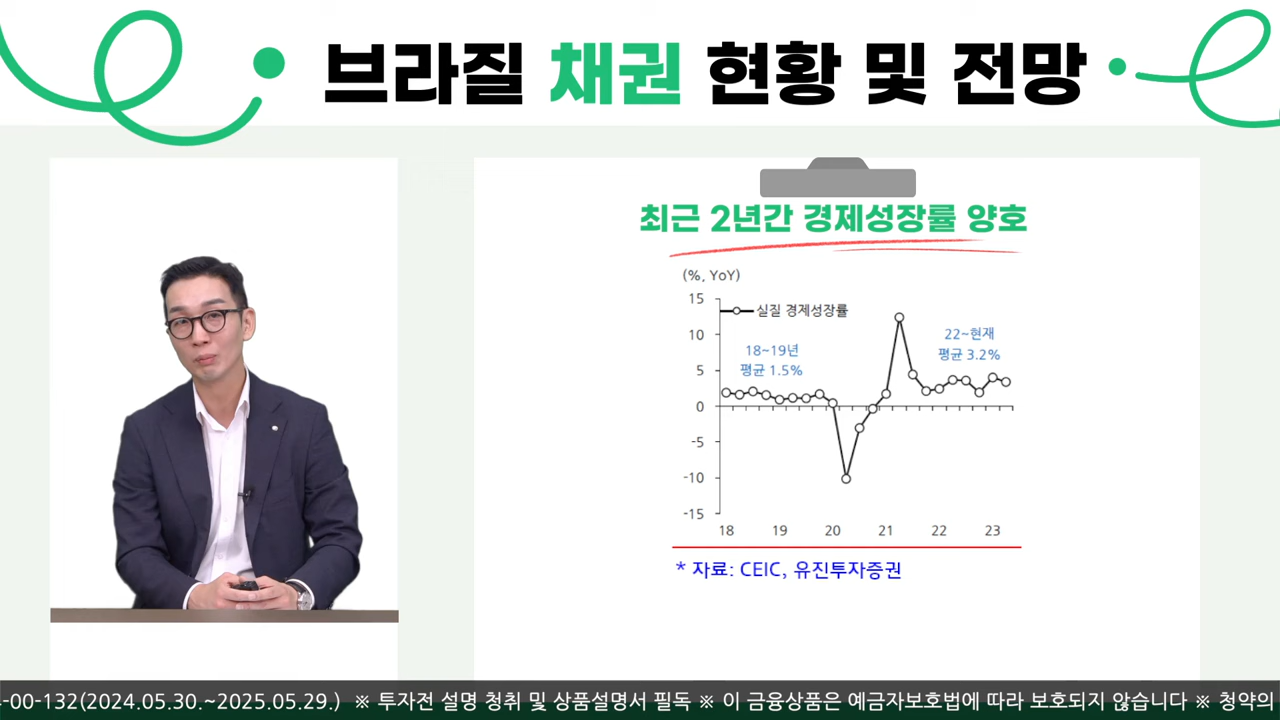 브라질 채권 현황 및 전망
최근 2년간 경제성장률 양호
(%, YoY)
실질 경제성장률
18~19년
평균 1.5%
22~현재
평균 3.2%
15
10
5
0
-5
-10
-15
18 19 20 21 22 23
* 자료: CEIC, 유진투자증권
-00-132(2024.05.30.~2025.05.29.) ※ 투자전 설명 청취 및 상품설명서 필독 ※ 이 금융상품은 예금자보호법에 따라 보호되지 않습니다 ※ 청약의